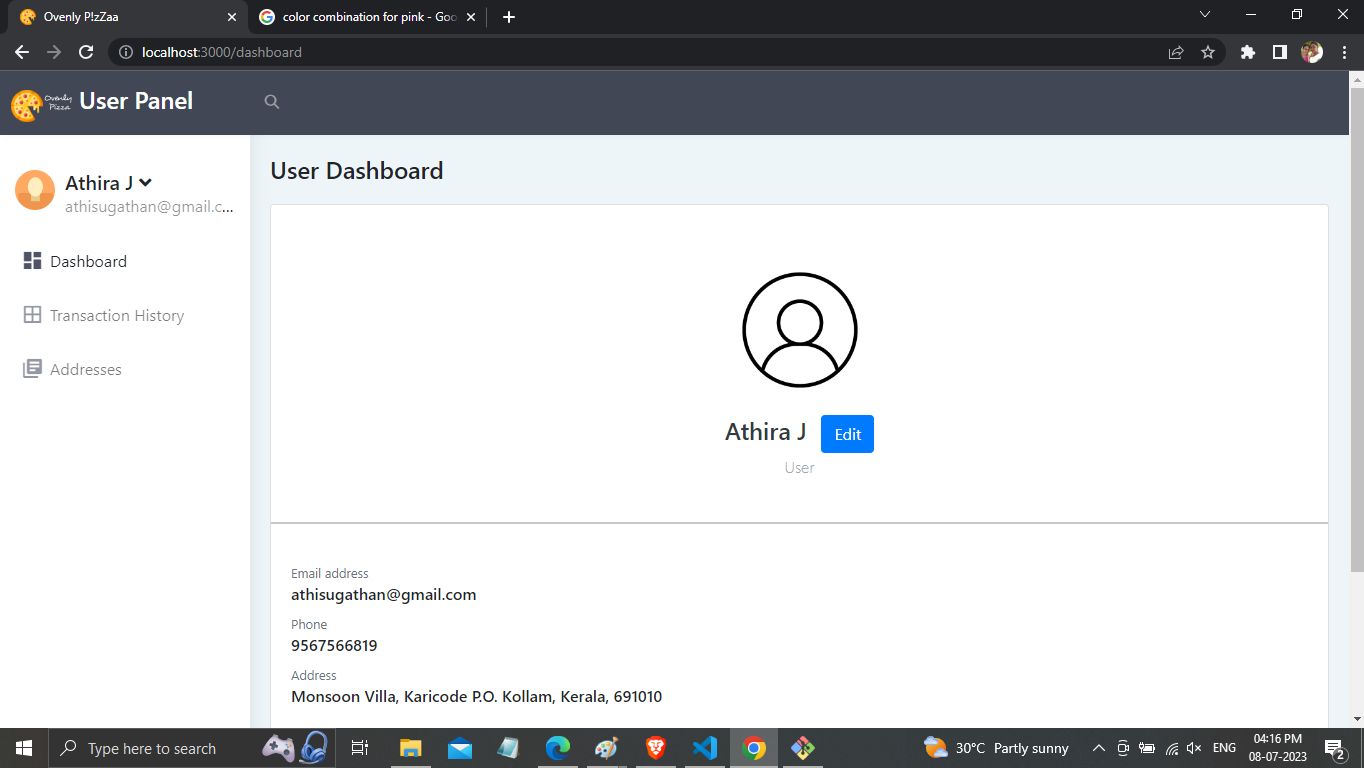 Ovenly P!zZaa
color combination for pink - Goo
localhost:3000/dashboard
Ovenly
Pizza
User Panel
Athira J
athisugathan@gmail.c...
Dashboard
Transaction History
Addresses
User Dashboard
Athira J
Edit
User
Email address
athisugathan@gmail.com
Phone
9567566819
Address
Monsoon Villa, Karicode P.O. Kollam, Kerala, 691010
Type here to search
30°C Partly sunny
ENG
04:16 PM
08-07-2023
2